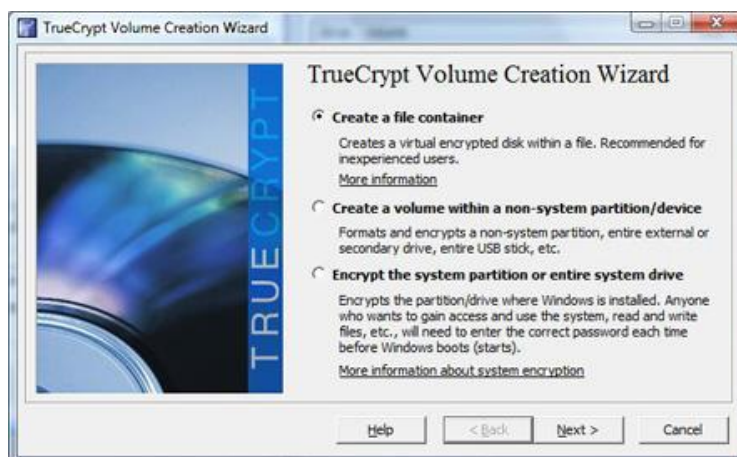 TrueCrypt Volume Creation Wizard
TRUECRYPT
TrueCrypt Volume Creation Wizard
Create a file container
Creates a virtual encrypted disk within a file. Recommended for
inexperienced users.
More information
Create a volume within a non-system partition/device
Formats and encrypts a non-system partition, entire external or
secondary drive, entire USB stick, etc.
Encrypt the system partition or entire system drive
Encrypts the partition/drive where Windows is installed. Anyone
who wants to gain access and use the system, read and write
files, etc., will need to enter the correct password each time
before Windows boots (starts).
More information about system encryption
Help < Back Next > Cancel